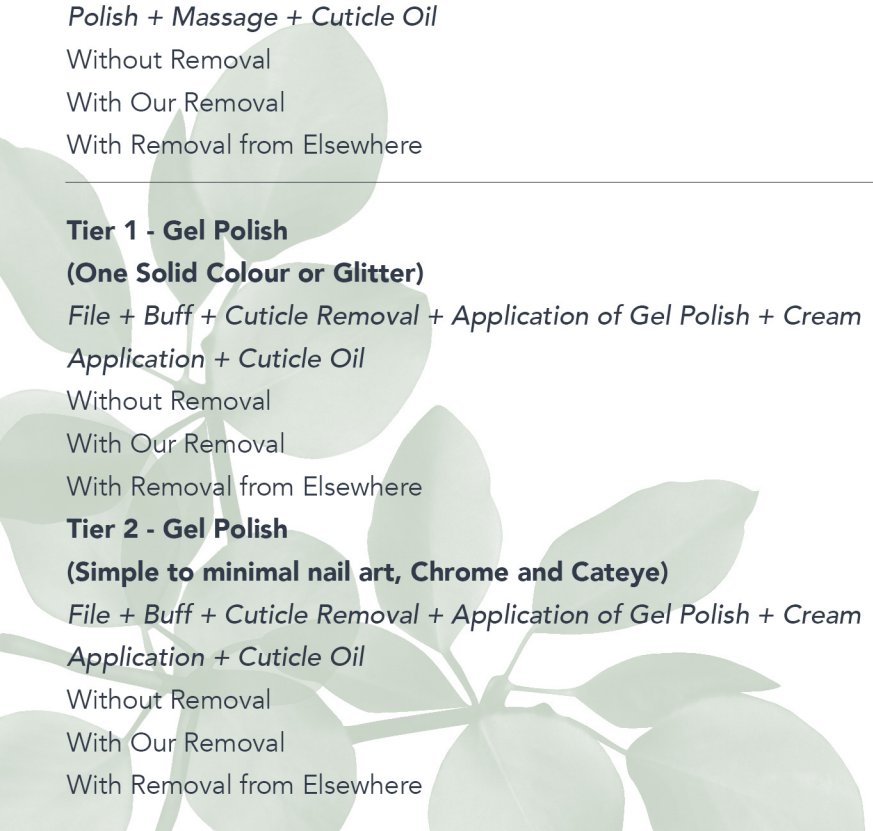 Polish + Massage + Cuticle Oil
Without Removal
With Our Removal
With Removal from Elsewhere
Tier 1 - Gel Polish
(One Solid Colour or Glitter)
File + Buff + Cuticle Removal + Application of Gel Polish + Cream
Application + Cuticle Oil
Without Removal
With Our Removal
With Removal from Elsewhere
Tier 2 - Gel Polish
(Simple to minimal nail art, Chrome and Cateye)
File + Buff + Cuticle Removal + Application of Gel Polish + Cream
Application + Cuticle Oil
Without Removal
With Our Removal
With Removal from Elsewhere